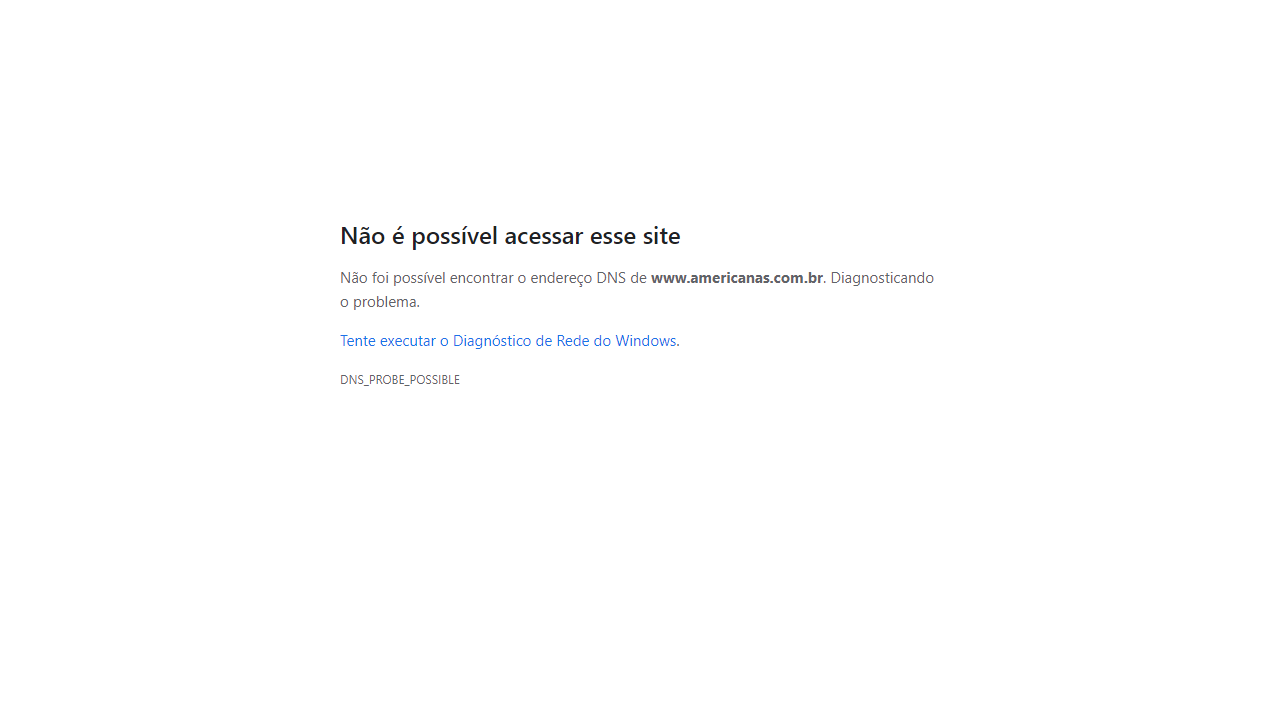 Não é possível acessar esse site
Não foi possível encontrar o endereço DNS de www.americanas.com.br. Diagnosticando
o problema.
Tente executar o Diagnóstico de Rede do Windows.
DNS_PROBE_POSSIBLE